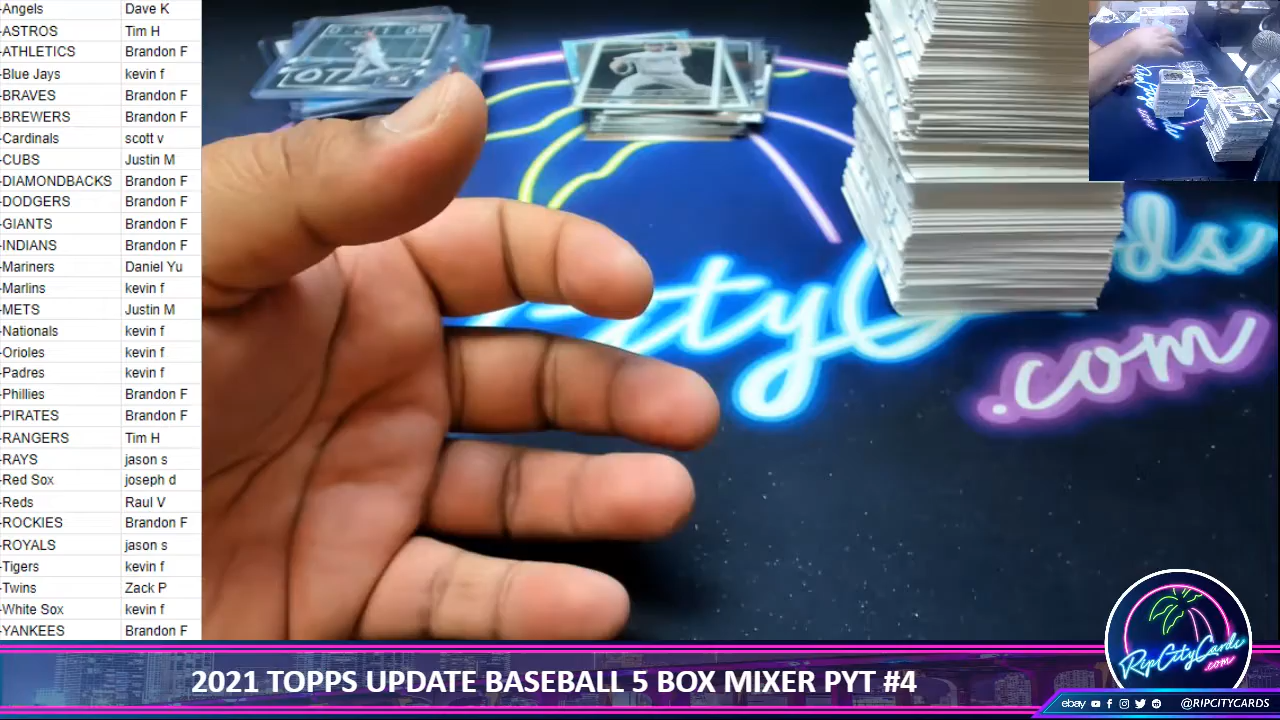 -Angels Dave K
-ASTROS Tim H
-ATHLETICS Brandon F
-Blue Jays kevin f
-BRAVES Brandon F
-BREWERS Brandon F
-Cardinals scott v
-CUBS Justin M
-DIAMONDBACKS Brandon F
-DODGERS Brandon F
-GIANTS Brandon F
-INDIANS Brandon F
-Mariners Daniel Yu
-Marlins kevin f
-METS Justin M
-Nationals kevin f
-Orioles kevin f
-Padres kevin f
-Phillies Brandon F
-PIRATES Brandon F
-RANGERS Tim H
-RAYS jason s
-Red Sox joseph d
-Reds Raul V
-ROCKIES Brandon F
-ROYALS jason s
-Tigers kevin f
-Twins Zack P
-White Sox kevin f
-YANKEES Brandon F
.com
RipCityCards
.com
2021 TOPPS UPDATE BASEBALL 5 BOX MIXER PYT #4
ebay @RIPCITYCARDS